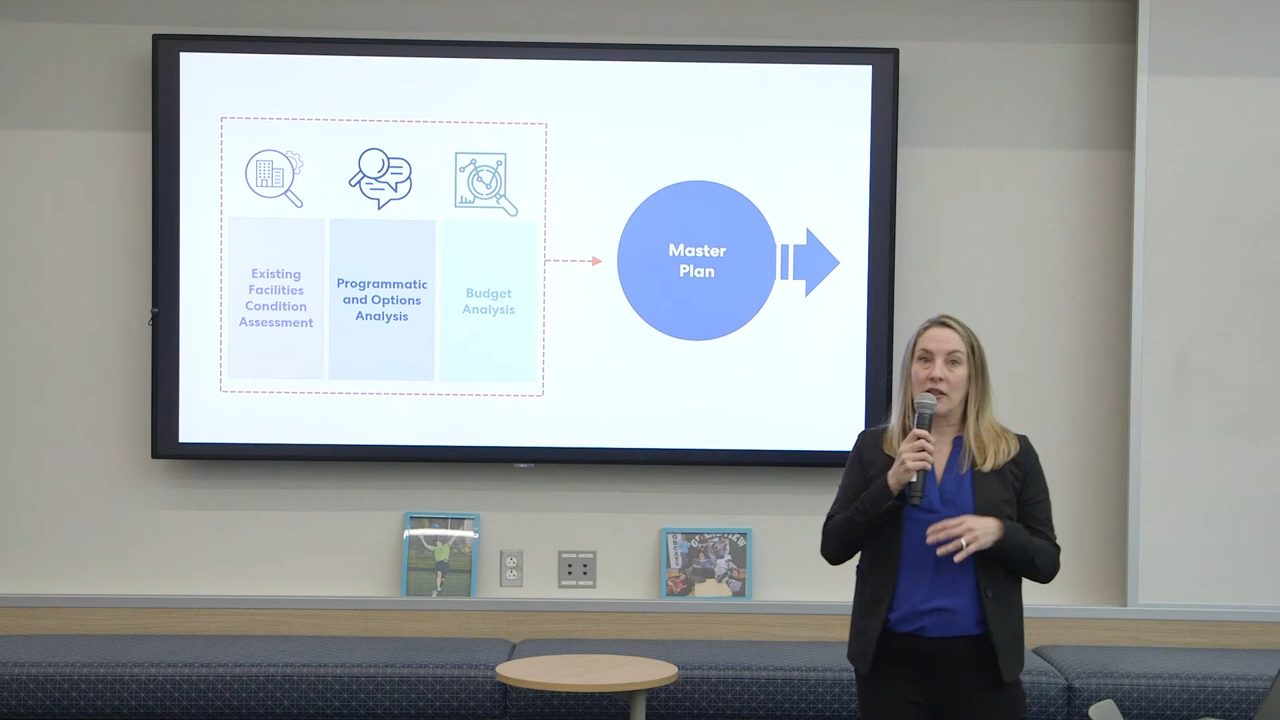 Existing
Facilities
Condition
Assessment
Programmatic
and Options
Analysis
Budget
Analysis
Master
Plan